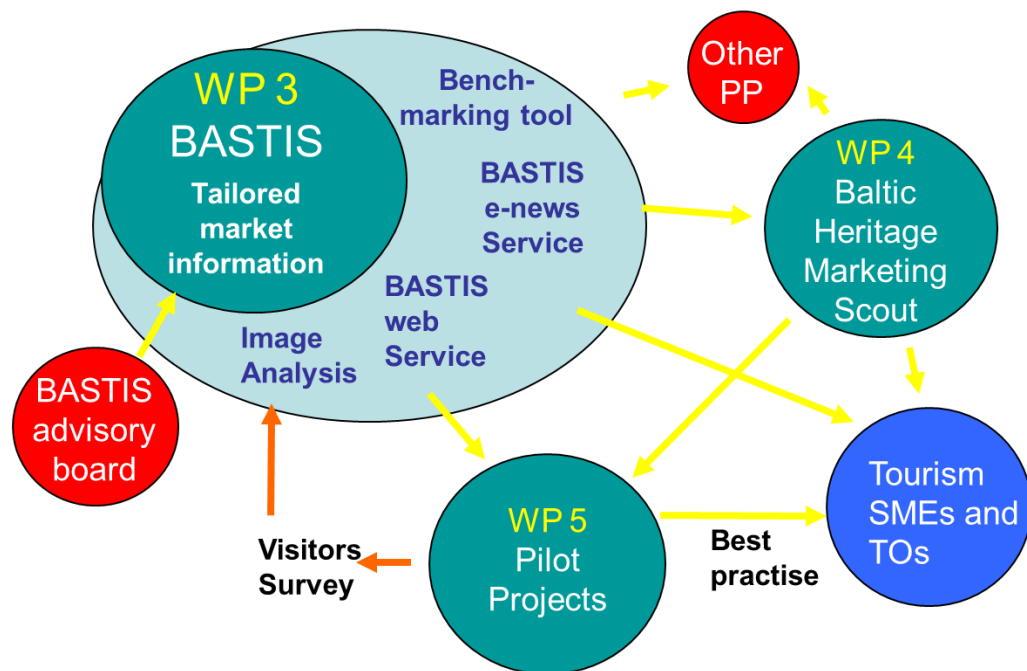 WP 3
BASTIS
Tailored
market
information
Bench-
marking tool
BASTIS
e-news
Service
BASTIS
web
Service
Image
Analysis
Other
PP
WP 4
Baltic
Heritage
Marketing
Scout
BASTIS
advisory
board
Visitors
Survey
WP 5
Pilot
Projects
Best
practise
Tourism
SMEs and
TOs